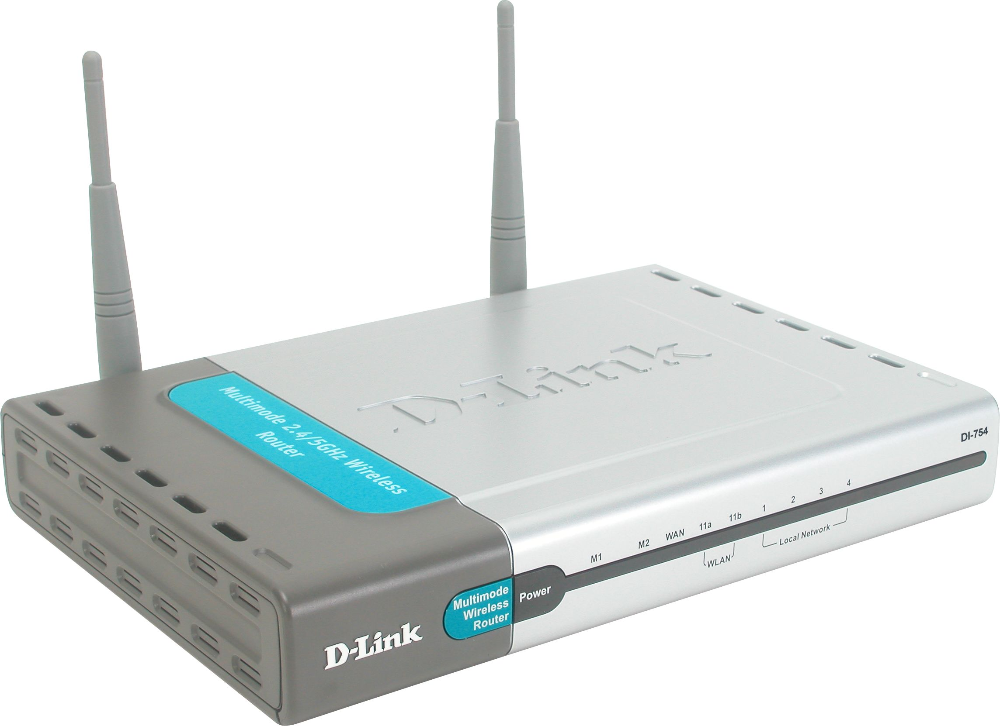 Multimode 2.4/5GHz Wireless
Router
D-Link
DI-754
M1 M2 WAN 11a 11b 1 2 3 4
WLAN
Local Network
Power
Multimode
Wireless
Router
D-Link